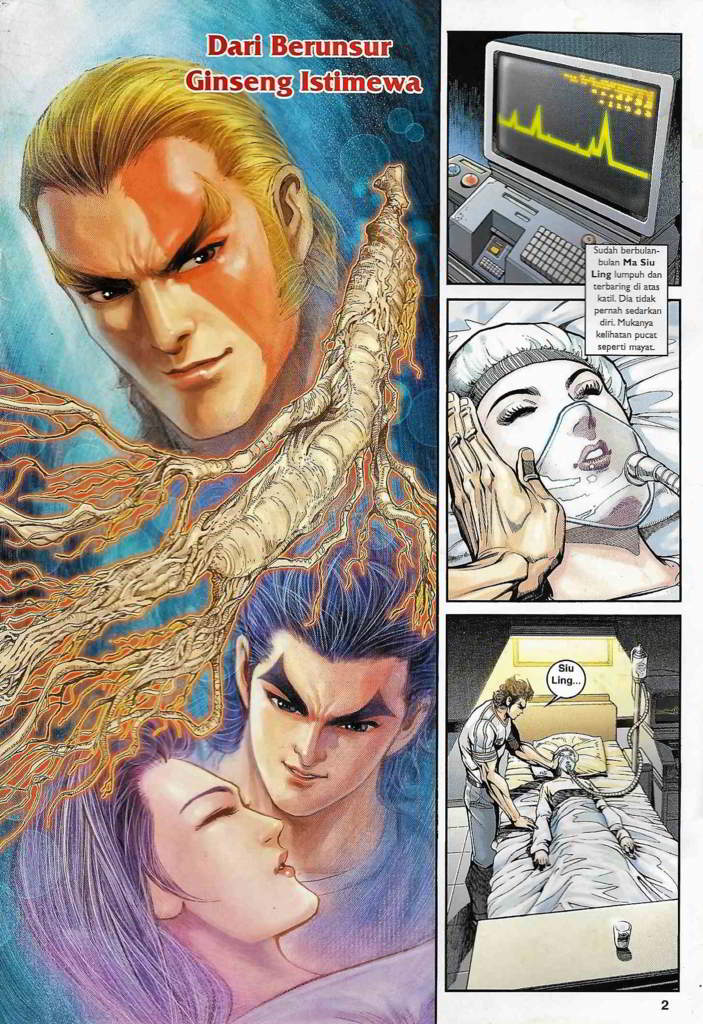 Dari Berunsur
Ginseng Istimewa
Sudah berbulan-
bulan Ma Siu
Ling lumpuh dan
terbaring di atas
katil. Dia tidak
pernah sedarkan
diri. Mukanya
kelihatan pucat
seperti mayat.
Siu
Ling...
2